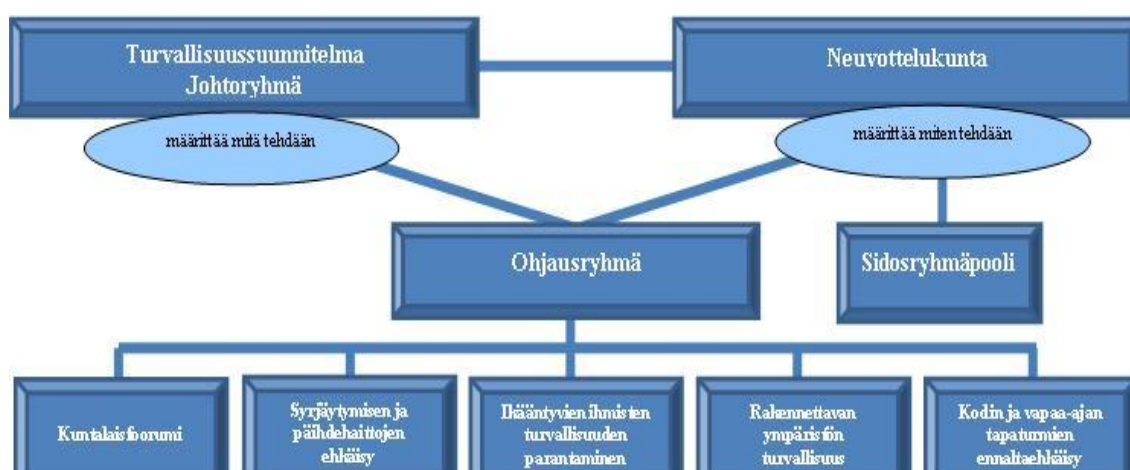 Turvallisuussuunnitelma
Johtoryhmä
Neuvottelukunta
määrittää mitä tehdään
määrittää miten tehdään
Ohjausryhmä
Sidosryhmäpooli
Kuntalaisfoorumi
Syrjäytymisen ja
päihdehaittojen
ehkäisy
Ikääntyvien ihmisten
turvallisuuden
parantaminen
Rakennettavan
ympäristön
turvallisuus
Kodin ja vapaa-ajan
tapaturmien
ennaltaehkäisy